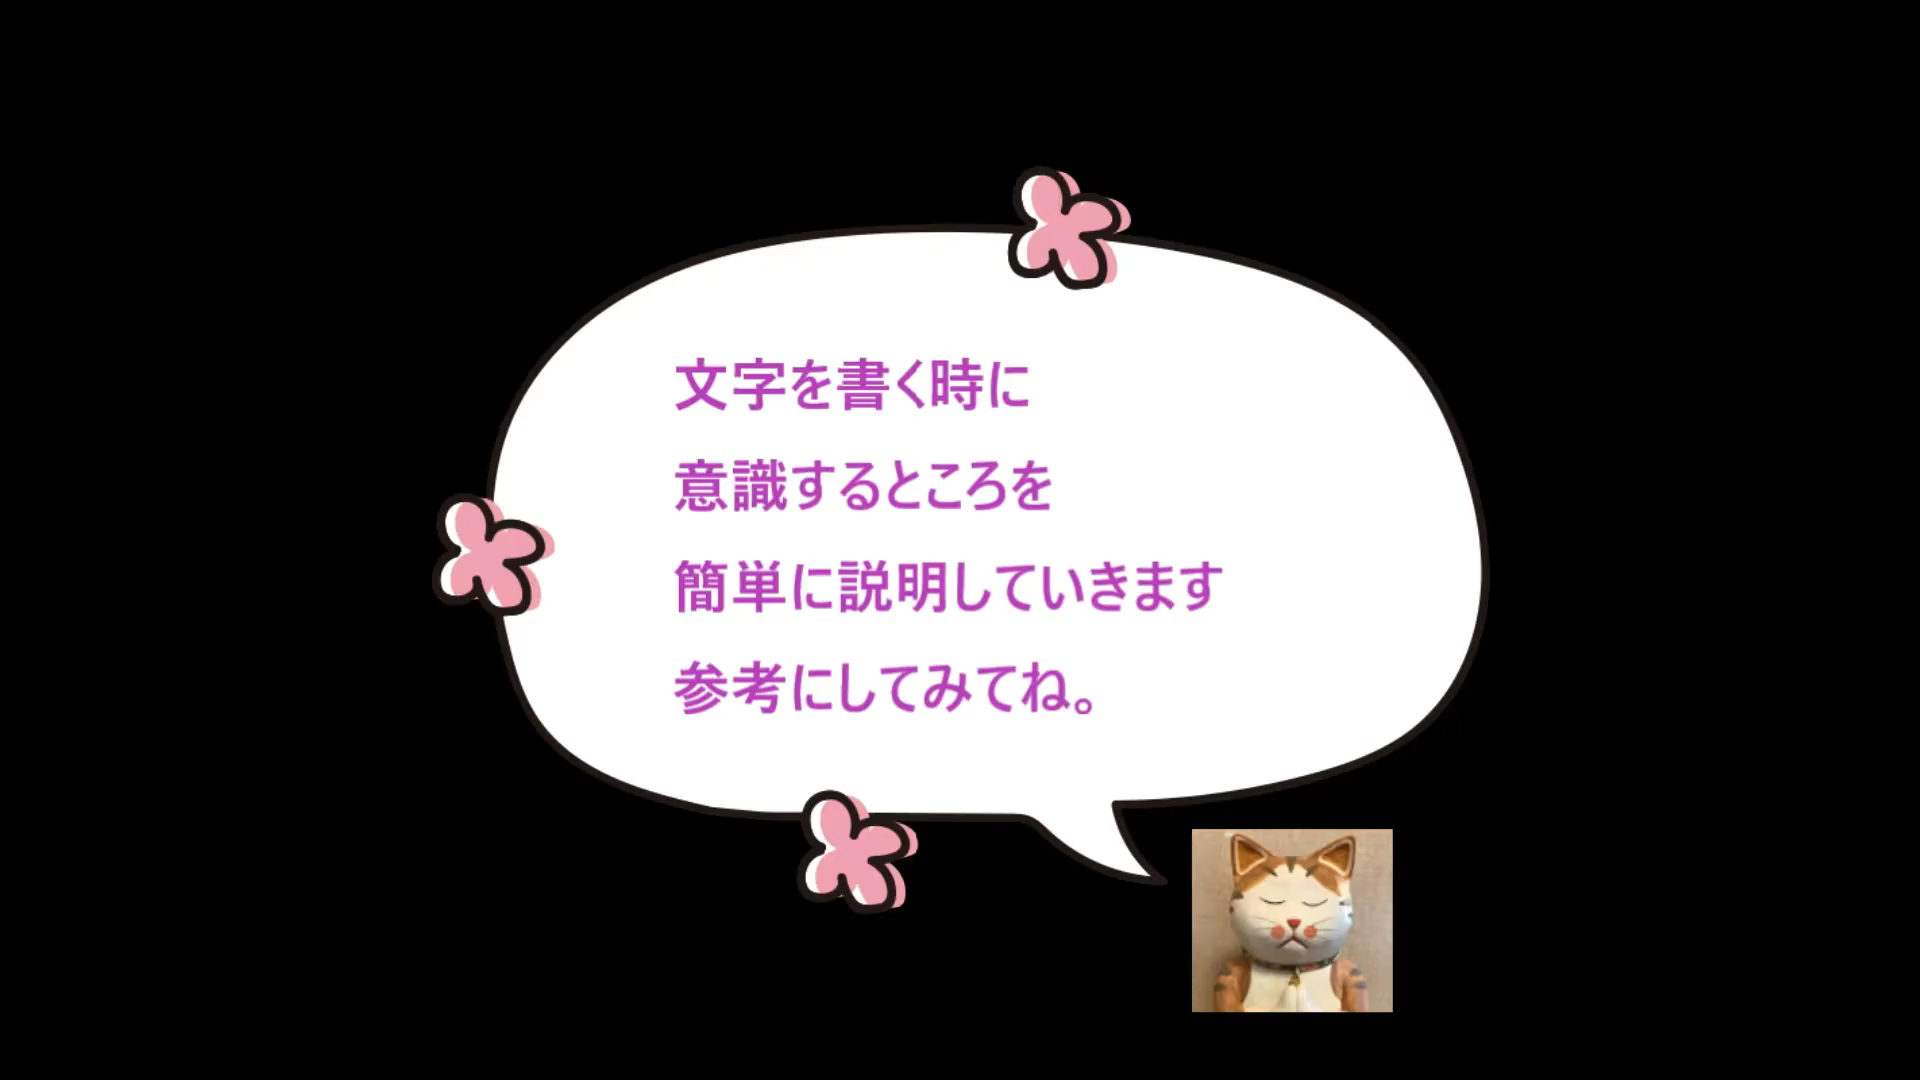 文字を書く時に
意識するところを
簡単に説明していきます
参考にしてみてね。